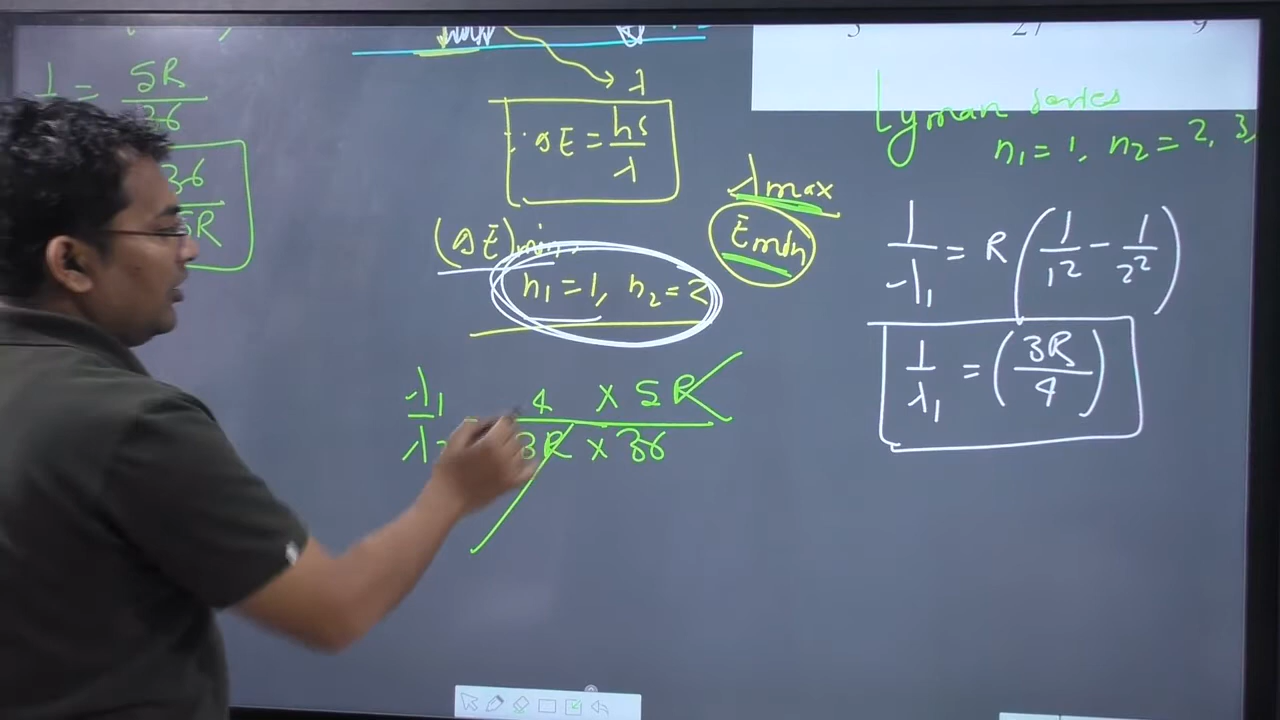 1/ = 5R/36
36/5R
λ
∴ ΔE = hc/λ
(ΔE)min.
n₁ = 1, n₂ = 2
λmax
Emin
λ₁/λ = 4 × 5R / 3R × 36
Lyman series
n₁ = 1, n₂ = 2, 3,
1/λ₁ = R(1/1² − 1/2²)
1/λ₁ = (3R/4)